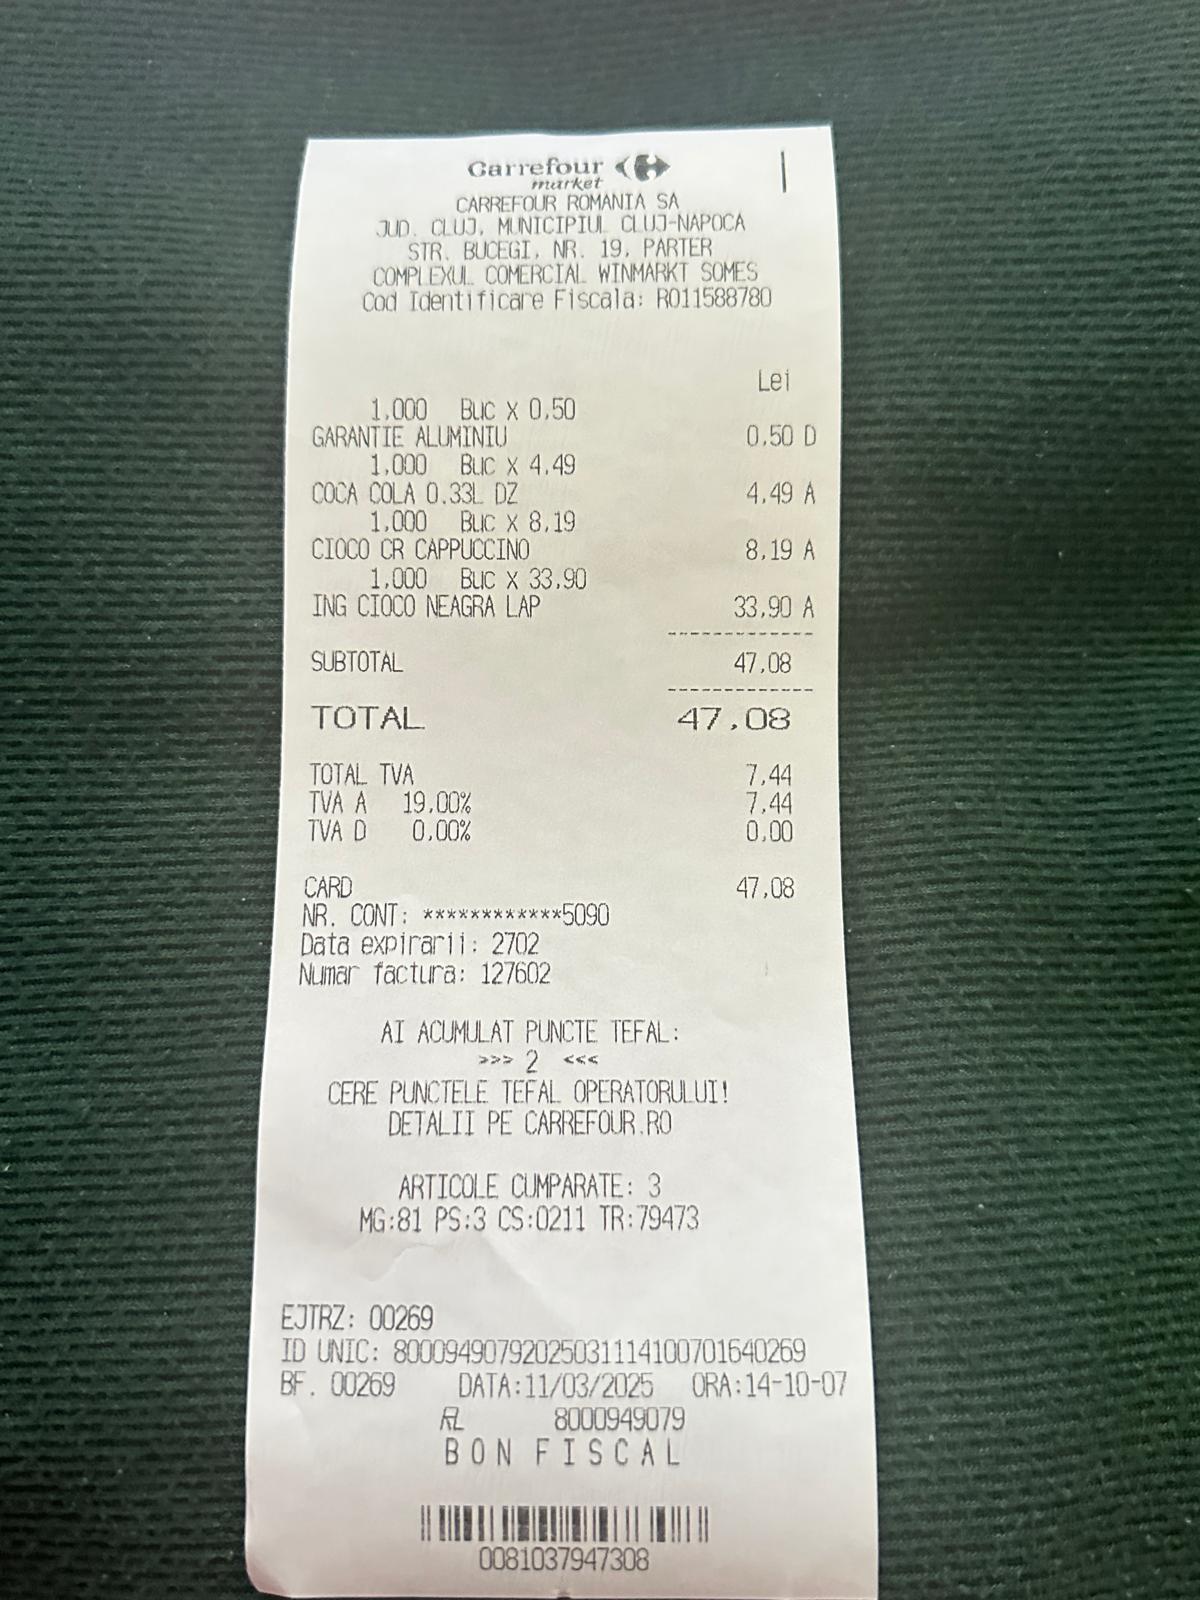 Carrefour
market
CARREFOUR ROMANIA SA
JUD. CLUJ, MUNICIPIUL CLUJ-NAPOCA
STR. BUCEGI, NR. 19, PARTER
COMPLEXUL COMERCIAL WINMARKT SOMES
Cod Identificare Fiscala: RO11588780
Lei
1,000 Buc X 0,50
GARANTIE ALUMINIU 0,50 D
1,000 Buc X 4,49
COCA COLA 0.33L DZ 4,49 A
1,000 Buc X 8,19
CIOCO CR CAPPUCCINO 8,19 A
1,000 Buc X 33,90
ING CIOCO NEAGRA LAP 33,90 A
-------------
SUBTOTAL 47,08
-------------
TOTAL 47,08
TOTAL TVA 7,44
TVA A 19,00% 7,44
TVA D 0,00% 0,00
CARD 47,08
NR. CONT: ************5090
Data expirarii: 2702
Numar factura: 127602
AI ACUMULAT PUNCTE TEFAL:
>>> 2 <<<
CERE PUNCTELE TEFAL OPERATORULUI!
DETALII PE CARREFOUR.RO
ARTICOLE CUMPARATE: 3
MG:81 PS:3 CS:0211 TR:79473
EJTRZ: 00269
ID UNIC: 8000949079202503111410070164​0269
BF. 00269 DATA:11/03/2025 ORA:14-10-07
RL 8000949079
BON FISCAL
0081037947308